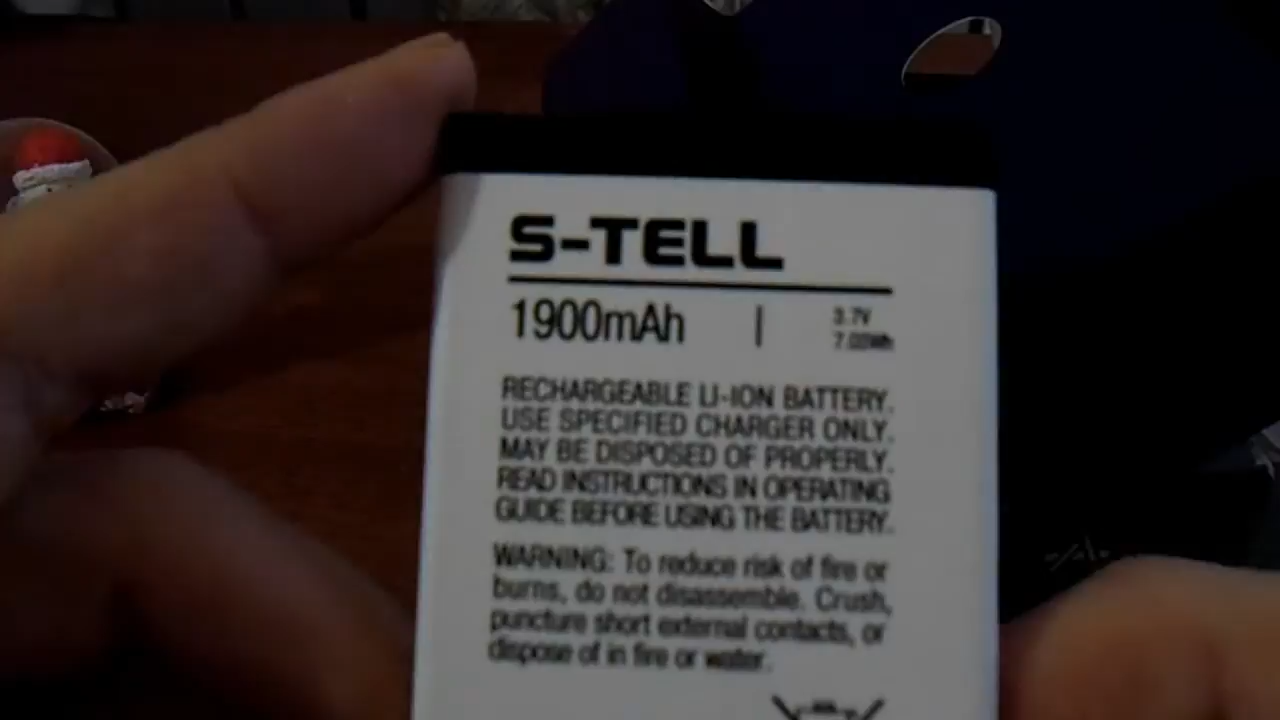 S-TELL
1900mAh | 3.7V
7.03Wh
RECHARGEABLE LI-ION BATTERY.
USE SPECIFIED CHARGER ONLY.
MAY BE DISPOSED OF PROPERLY.
READ INSTRUCTIONS IN OPERATING
GUIDE BEFORE USING THE BATTERY.
WARNING: To reduce risk of fire or
burns, do not disassemble. Crush,
puncture short external contacts, or
dispose of in fire or water.